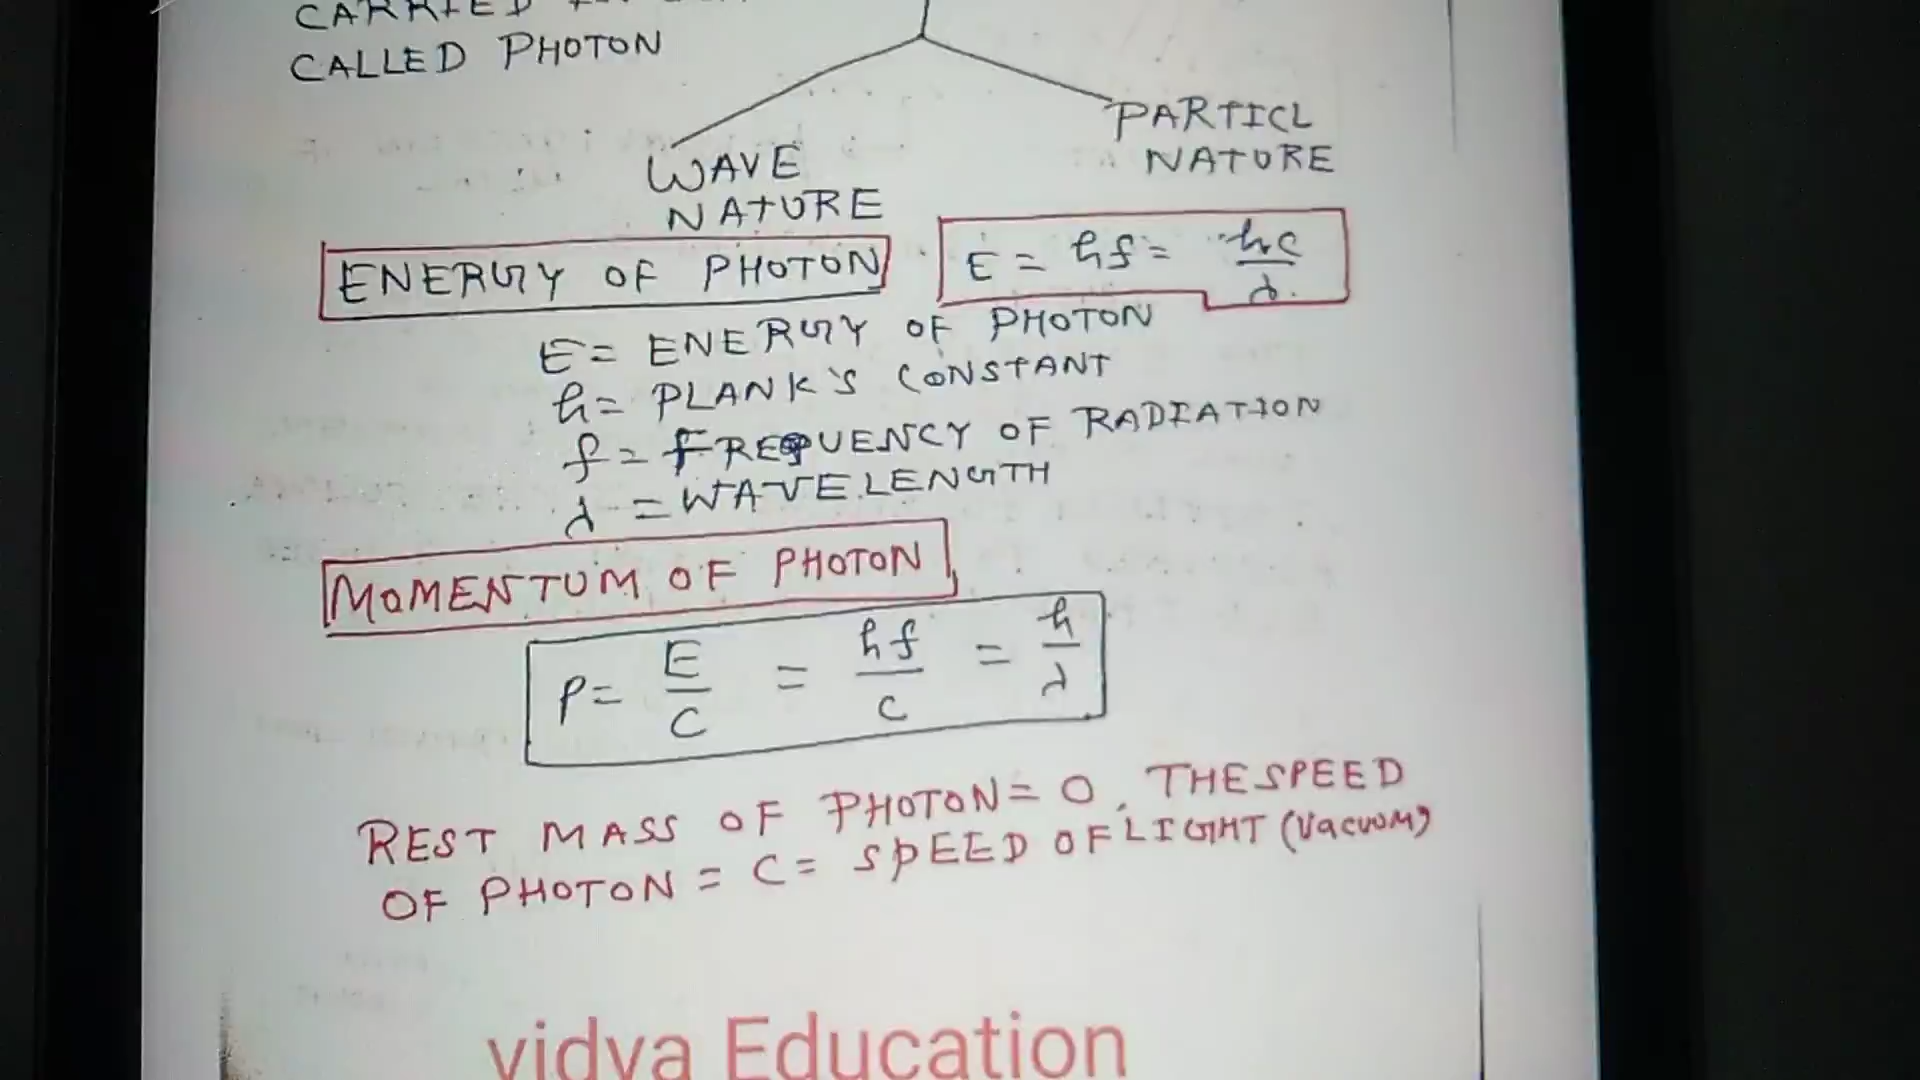 CARRIED
CALLED PHOTON
PARTICL
NATURE
WAVE
NATURE
ENERGY OF PHOTON
E = hf = hc/λ
E = ENERGY OF PHOTON
h = PLANK'S CONSTANT
f = FREQUENCY OF RADIATION
λ = WAVELENGTH
MOMENTUM OF PHOTON
P = E/C = hf/c = h/λ
REST MASS OF PHOTON = 0, THE SPEED
OF PHOTON = C = SPEED OF LIGHT (Vacuum)
vidya Education